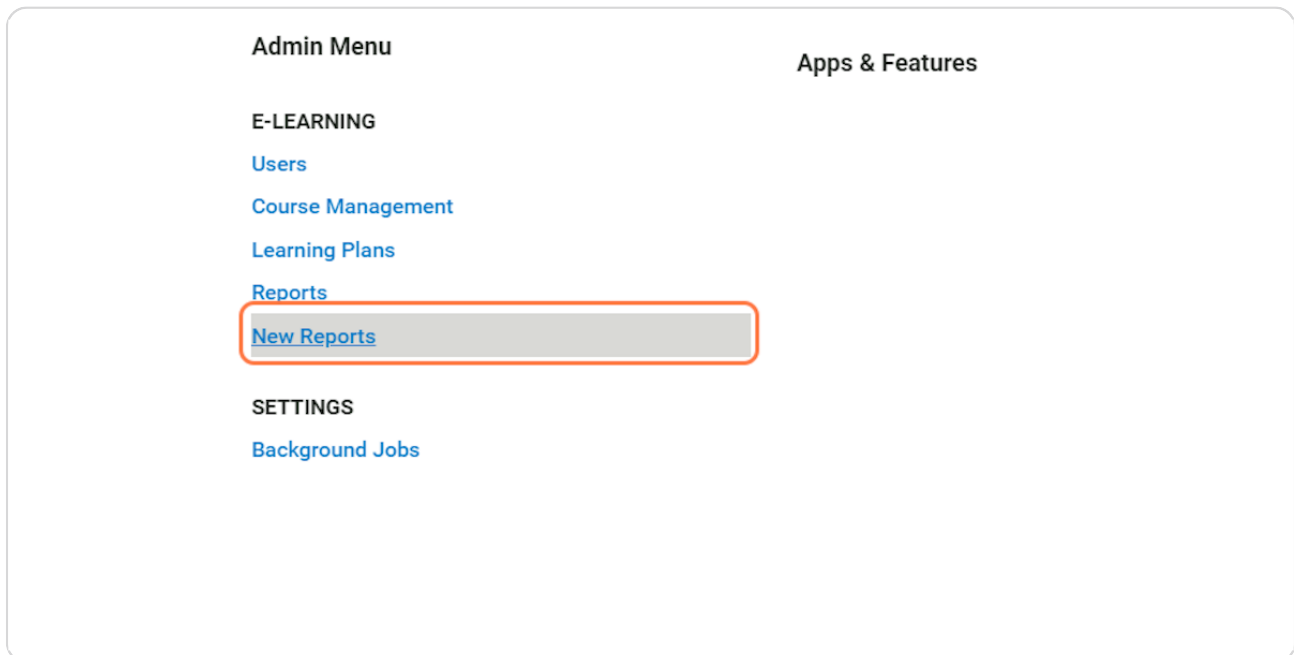 Admin Menu
Apps & Features
E-LEARNING
Users
Course Management
Learning Plans
Reports
New Reports
SETTINGS
Background Jobs